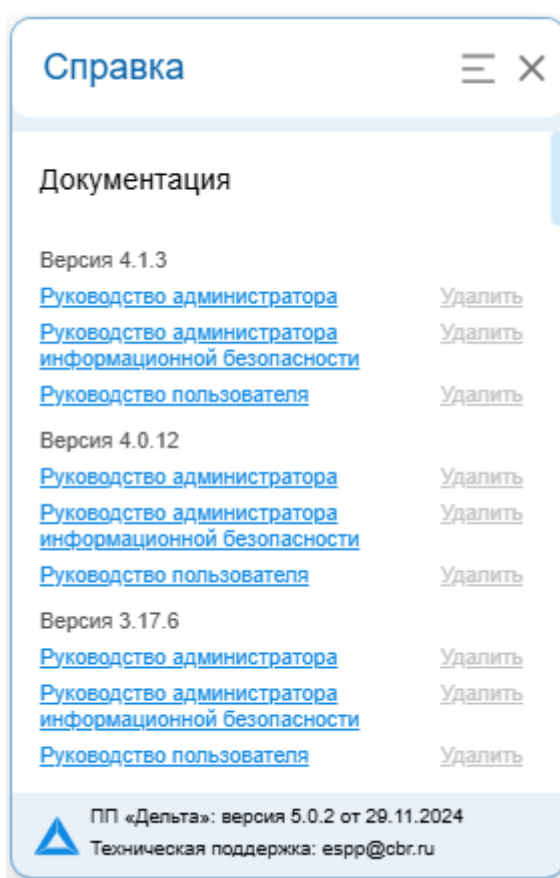 Справка
Документация
Версия 4.1.3
Руководство администратора Удалить
Руководство администратора Удалить
информационной безопасности
Руководство пользователя Удалить
Версия 4.0.12
Руководство администратора Удалить
Руководство администратора Удалить
информационной безопасности
Руководство пользователя Удалить
Версия 3.17.6
Руководство администратора Удалить
Руководство администратора Удалить
информационной безопасности
Руководство пользователя Удалить
ПП «Дельта»: версия 5.0.2 от 29.11.2024
Техническая поддержка: espp@cbr.ru